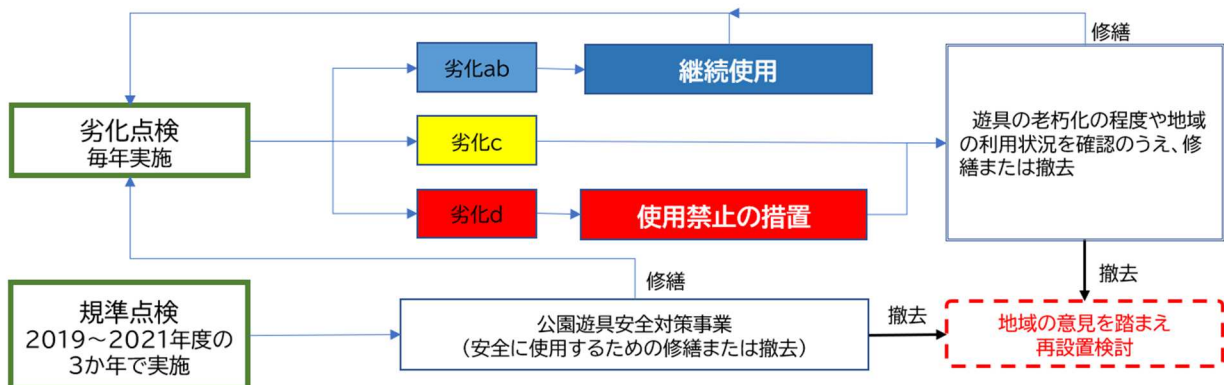 修繕
劣化ab
継続使用
劣化点検
毎年実施
劣化c
遊具の老朽化の程度や地域
の利用状況を確認のうえ、修
繕または撤去
劣化d
使用禁止の措置
修繕
撤去
規準点検
2019～2021年度の
3か年で実施
公園遊具安全対策事業
（安全に使用するための修繕または撤去）
撤去
地域の意見を踏まえ
再設置検討